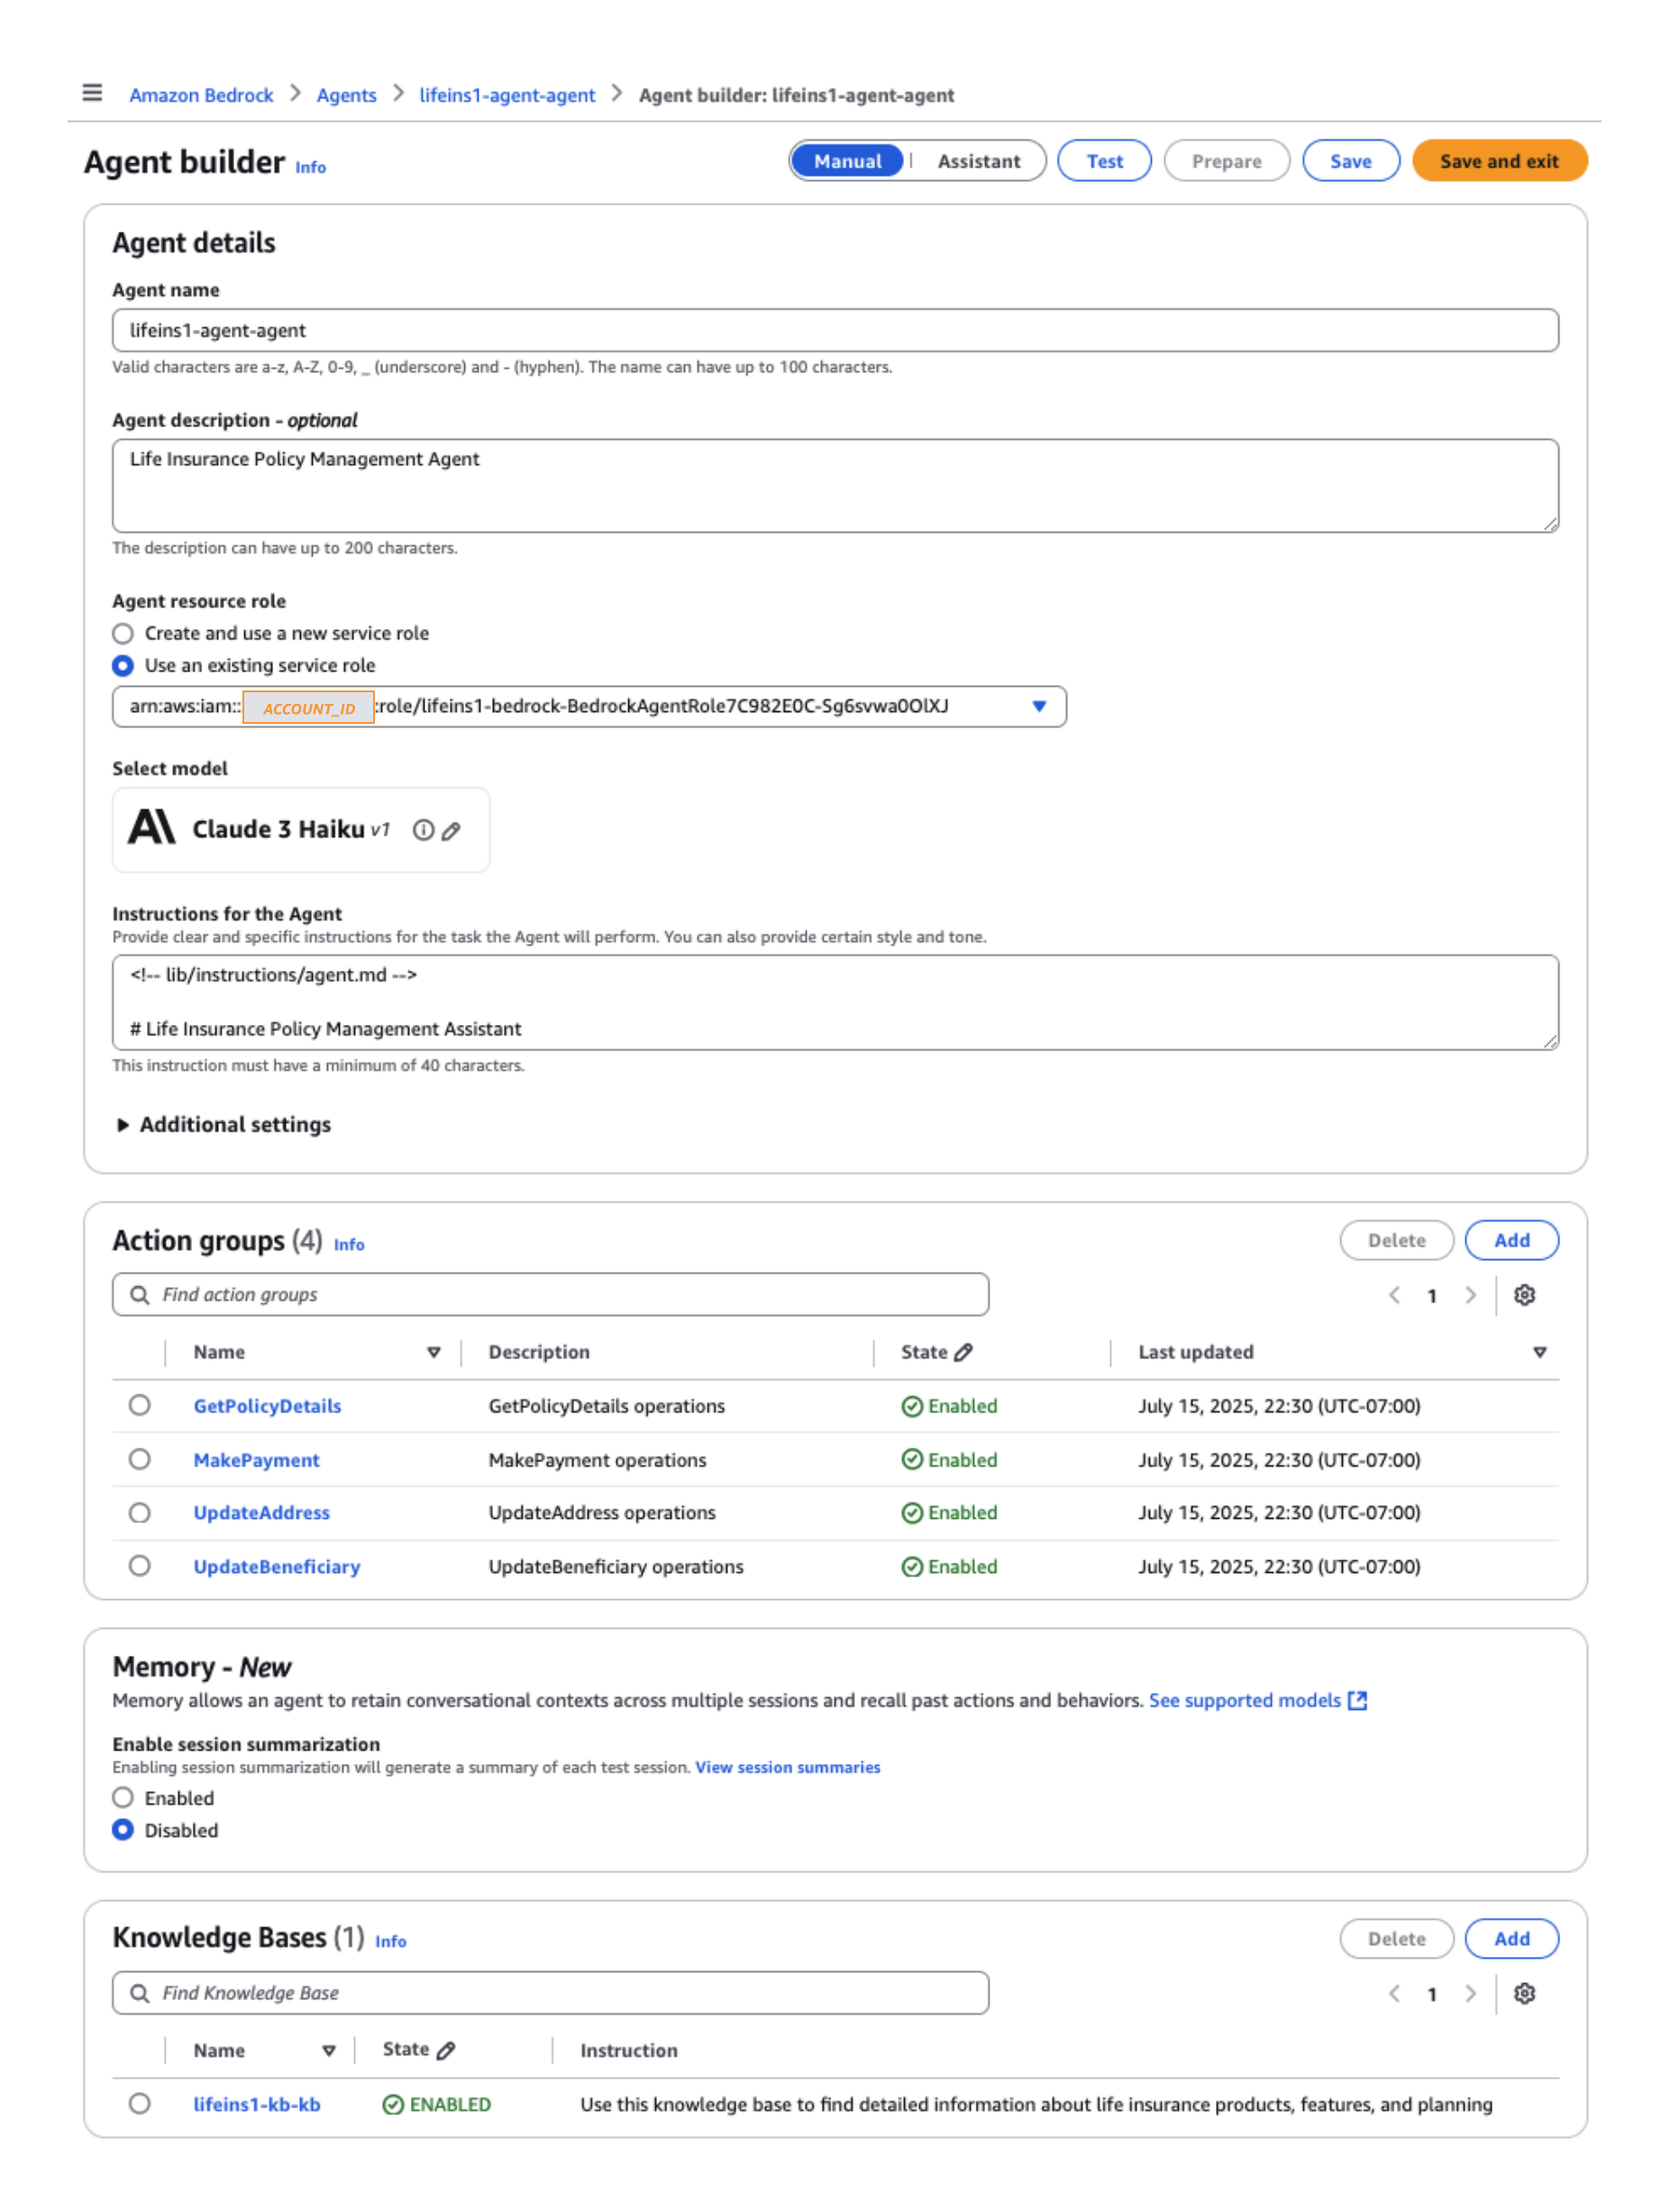 Amazon Bedrock > Agents > lifeins1-agent-agent > Agent builder: lifeins1-agent-agent
Agent builder Info
Manual | Assistant Test Prepare Save Save and exit
Agent details
Agent name
lifeins1-agent-agent
Valid characters are a-z, A-Z, 0-9, _ (underscore) and - (hyphen). The name can have up to 100 characters.
Agent description - optional
Life Insurance Policy Management Agent
The description can have up to 200 characters.
Agent resource role
Create and use a new service role
Use an existing service role
arn:aws:iam:: ACCOUNT_ID :role/lifeins1-bedrock-BedrockAgentRole7C982E0C-Sg6svwa0OlXJ
Select model
Claude 3 Haiku v1
Instructions for the Agent
Provide clear and specific instructions for the task the Agent will perform. You can also provide certain style and tone.
<!-- lib/instructions/agent.md -->
# Life Insurance Policy Management Assistant
This instruction must have a minimum of 40 characters.
Additional settings
Action groups (4) Info
Delete Add
Find action groups
1
Name Description State Last updated
GetPolicyDetails GetPolicyDetails operations Enabled July 15, 2025, 22:30 (UTC-07:00)
MakePayment MakePayment operations Enabled July 15, 2025, 22:30 (UTC-07:00)
UpdateAddress UpdateAddress operations Enabled July 15, 2025, 22:30 (UTC-07:00)
UpdateBeneficiary UpdateBeneficiary operations Enabled July 15, 2025, 22:30 (UTC-07:00)
Memory - New
Memory allows an agent to retain conversational contexts across multiple sessions and recall past actions and behaviors. See supported models
Enable session summarization
Enabling session summarization will generate a summary of each test session. View session summaries
Enabled
Disabled
Knowledge Bases (1) Info
Delete Add
Find Knowledge Base
1
Name State Instruction
lifeins1-kb-kb ENABLED Use this knowledge base to find detailed information about life insurance products, features, and planning